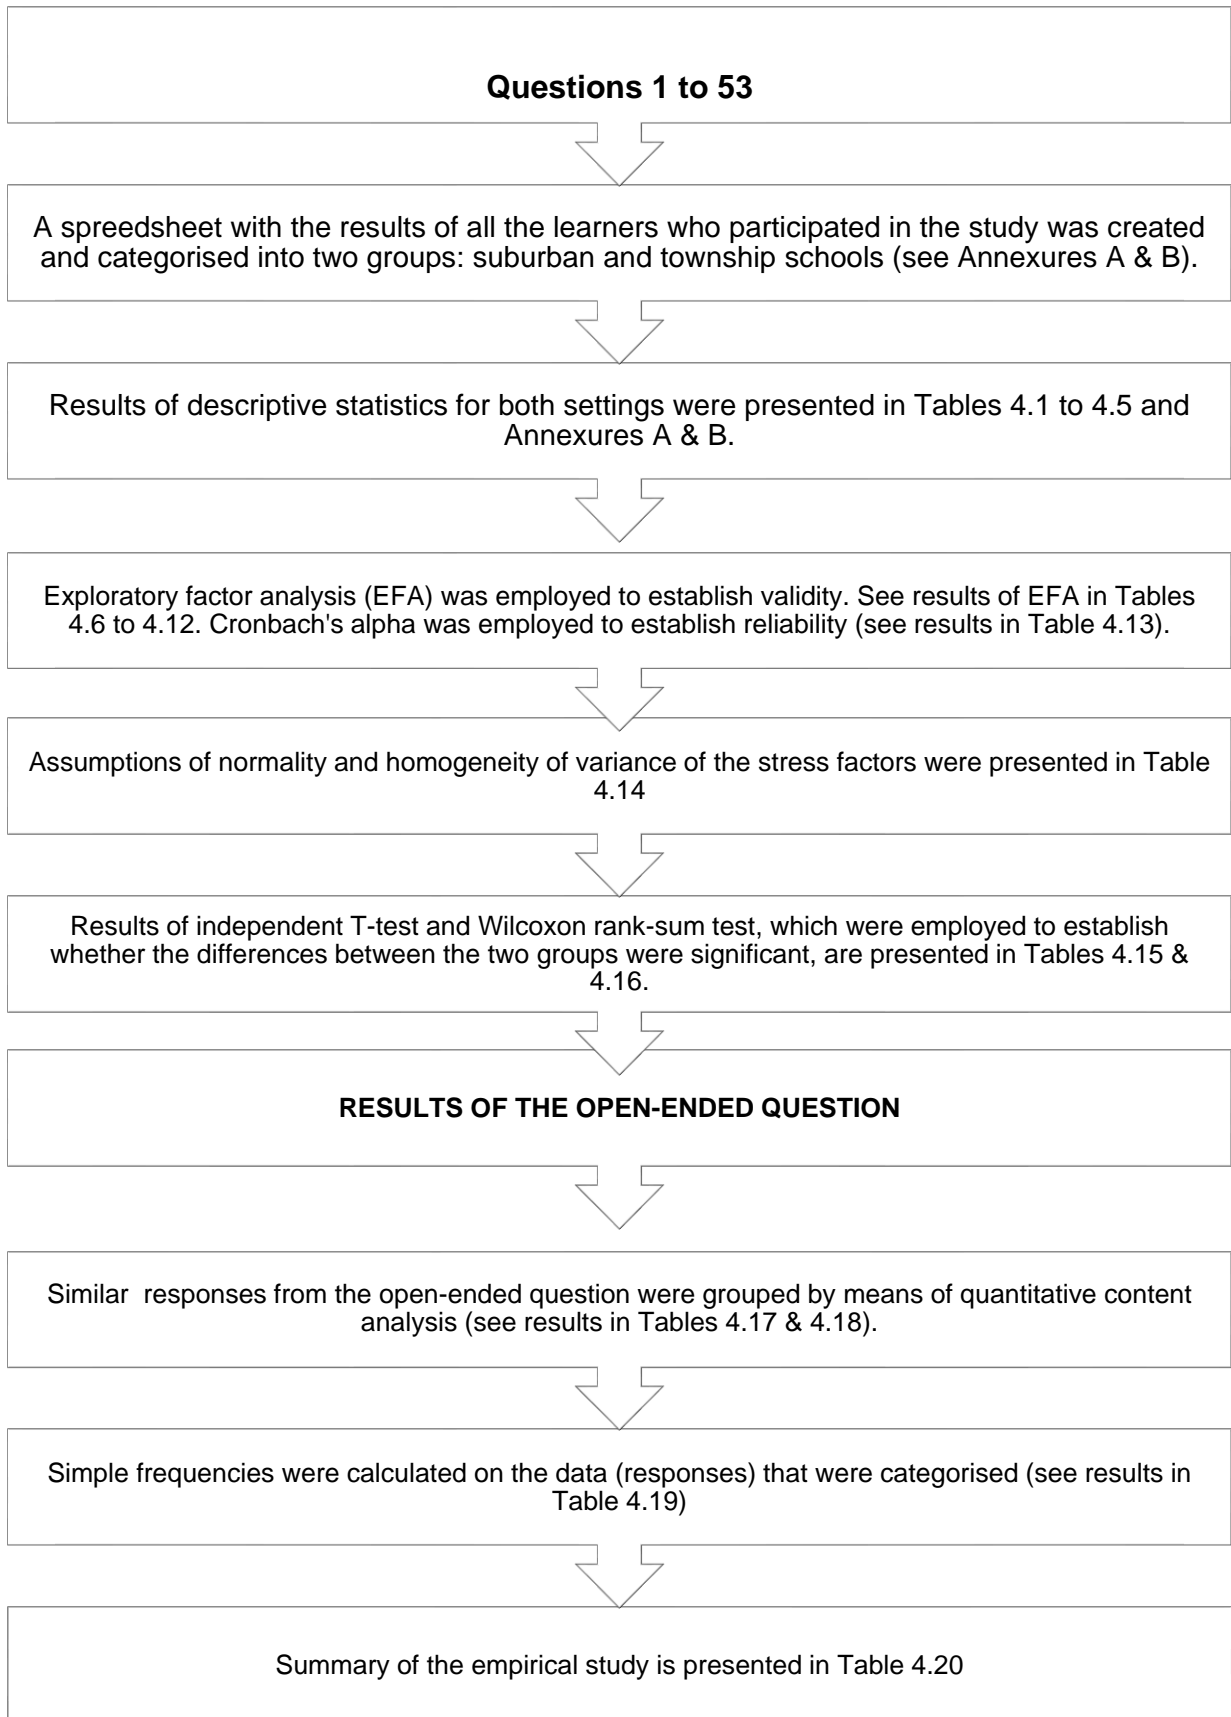 Questions 1 to 53
A spreedsheet with the results of all the learners who participated in the study was created
and categorised into two groups: suburban and township schools (see Annexures A & B).
Results of descriptive statistics for both settings were presented in Tables 4.1 to 4.5 and
Annexures A & B.
Exploratory factor analysis (EFA) was employed to establish validity. See results of EFA in Tables
4.6 to 4.12. Cronbach's alpha was employed to establish reliability (see results in Table 4.13).
Assumptions of normality and homogeneity of variance of the stress factors were presented in Table
4.14
Results of independent T-test and Wilcoxon rank-sum test, which were employed to establish
whether the differences between the two groups were significant, are presented in Tables 4.15 &
4.16.
RESULTS OF THE OPEN-ENDED QUESTION
Similar  responses from the open-ended question were grouped by means of quantitative content
analysis (see results in Tables 4.17 & 4.18).
Simple frequencies were calculated on the data (responses) that were categorised (see results in
Table 4.19)
Summary of the empirical study is presented in Table 4.20